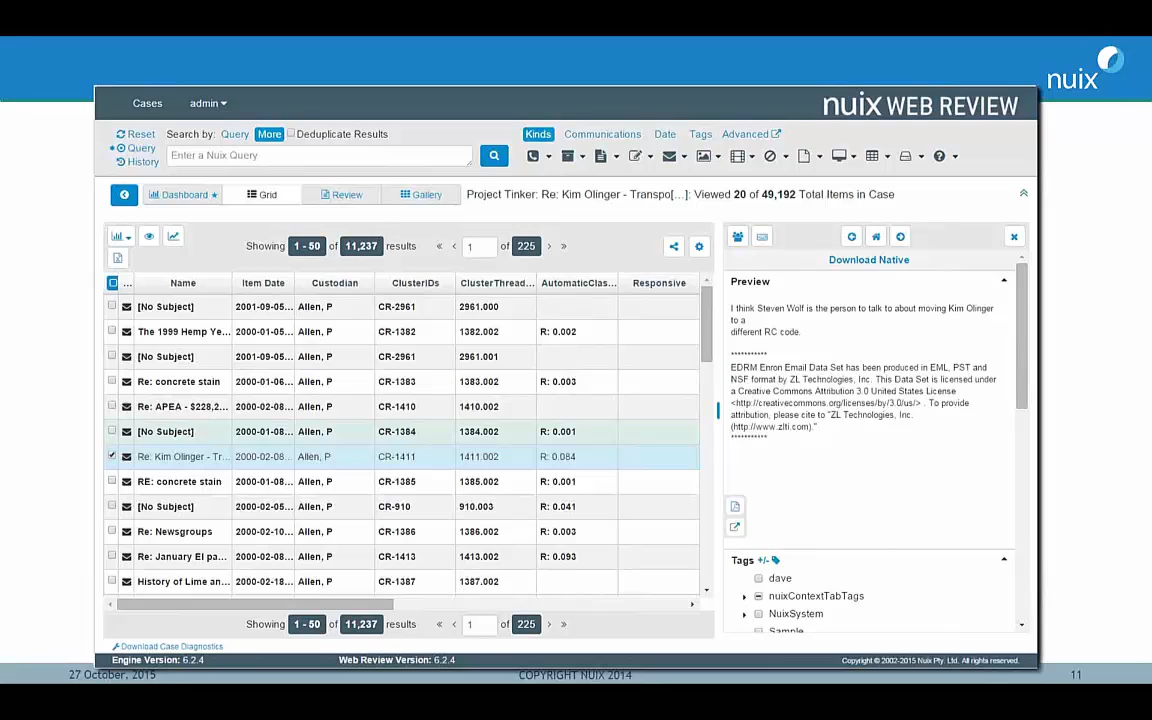 nuix
Cases admin
nuix WEB REVIEW
Reset Search by: Query More Deduplicate Results
Kinds Communications Date Tags Advanced
Query
Enter a Nuix Query
History
Dashboard Grid Review Gallery Project Tinker: Re: Kim Olinger - Transpo[...]: Viewed 20 of 49,192 Total Items in Case
Showing 1 - 50 of 11,237 results « ‹ 1 of 225 › »
... Name Item Date Custodian ClusterIDs ClusterThread... AutomaticClas... Responsive
[No Subject] 2001-09-05... Allen, P CR-2961 2961.000
The 1999 Hemp Ye... 2000-01-05... Allen, P CR-1382 1382.002 R: 0.002
[No Subject] 2001-09-05... Allen, P CR-2961 2961.001
Re: concrete stain 2000-01-06... Allen, P CR-1383 1383.002 R: 0.003
Re: APEA - $228,2... 2000-02-08... Allen, P CR-1410 1410.002
[No Subject] 2000-01-08... Allen, P CR-1384 1384.002 R: 0.001
Re: Kim Olinger - Tr... 2000-02-08... Allen, P CR-1411 1411.002 R: 0.084
RE: concrete stain 2000-01-08... Allen, P CR-1385 1385.002 R: 0.001
[No Subject] 2000-02-05... Allen, P CR-910 910.003 R: 0.041
Re: Newsgroups 2000-02-10... Allen, P CR-1386 1386.002 R: 0.003
Re: January El pa... 2000-02-08... Allen, P CR-1413 1413.002 R: 0.093
History of Lime an... 2000-02-18... Allen, P CR-1387 1387.002
Showing 1 - 50 of 11,237 results « ‹ 1 of 225 › »
Download Native
Preview
I think Steven Wolf is the person to talk to about moving Kim Olinger
to a
different RC code.
***********
EDRM Enron Email Data Set has been produced in EML, PST and
NSF format by ZL Technologies, Inc. This Data Set is licensed under
a Creative Commons Attribution 3.0 United States License
<http://creativecommons.org/licenses/by/3.0/us/> . To provide
attribution, please cite to "ZL Technologies, Inc.
(http://www.zlti.com)."
***********
Tags +/-
dave
nuixContextTabTags
NuixSystem
Sample
Download Case Diagnostics
Engine Version: 6.2.4 Web Review Version: 6.2.4 Copyright © 2002-2015 Nuix Pty. Ltd. All rights reserved.
27 October, 2015 COPYRIGHT NUIX 2014 11